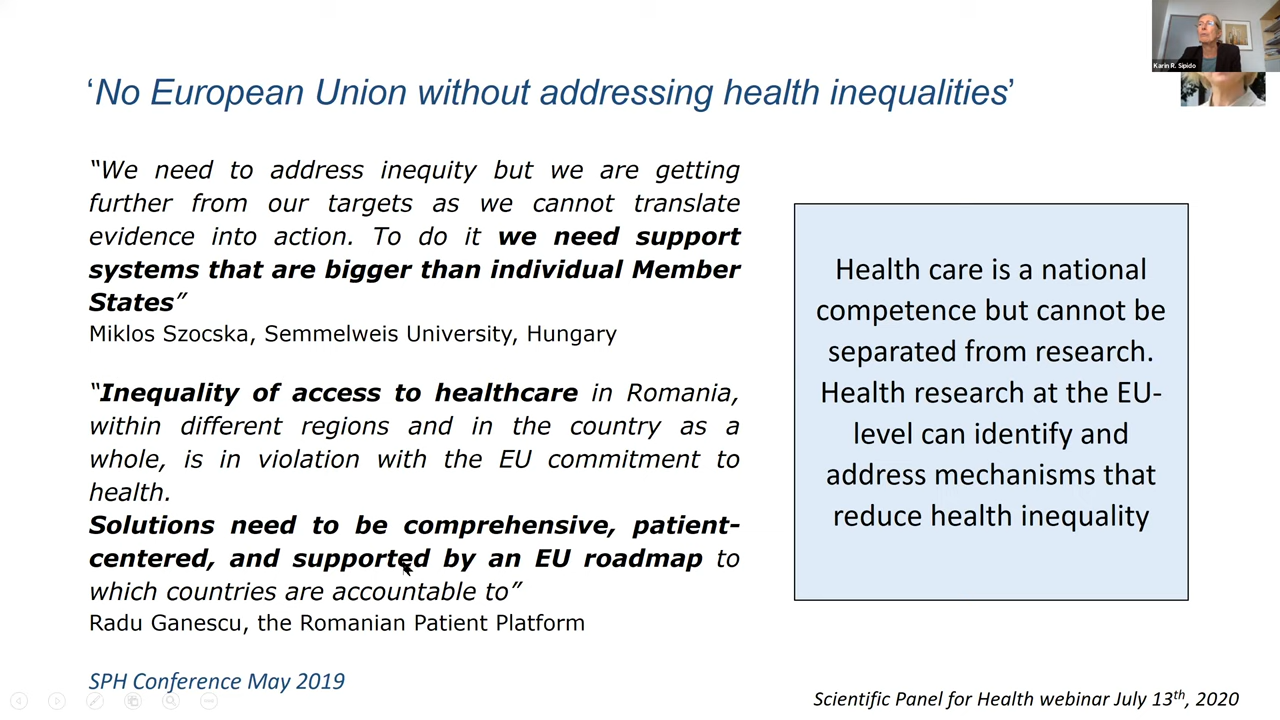 Karin R. Sipido
‘No European Union without addressing health inequalities’
“We need to address inequity but we are getting
further from our targets as we cannot translate
evidence into action. To do it we need support
systems that are bigger than individual Member
States”
Miklos Szocska, Semmelweis University, Hungary
“Inequality of access to healthcare in Romania,
within different regions and in the country as a
whole, is in violation with the EU commitment to
health.
Solutions need to be comprehensive, patient-
centered, and supported by an EU roadmap to
which countries are accountable to”
Radu Ganescu, the Romanian Patient Platform
Health care is a national
competence but cannot be
separated from research.
Health research at the EU-
level can identify and
address mechanisms that
reduce health inequality
SPH Conference May 2019
Scientific Panel for Health webinar July 13th, 2020